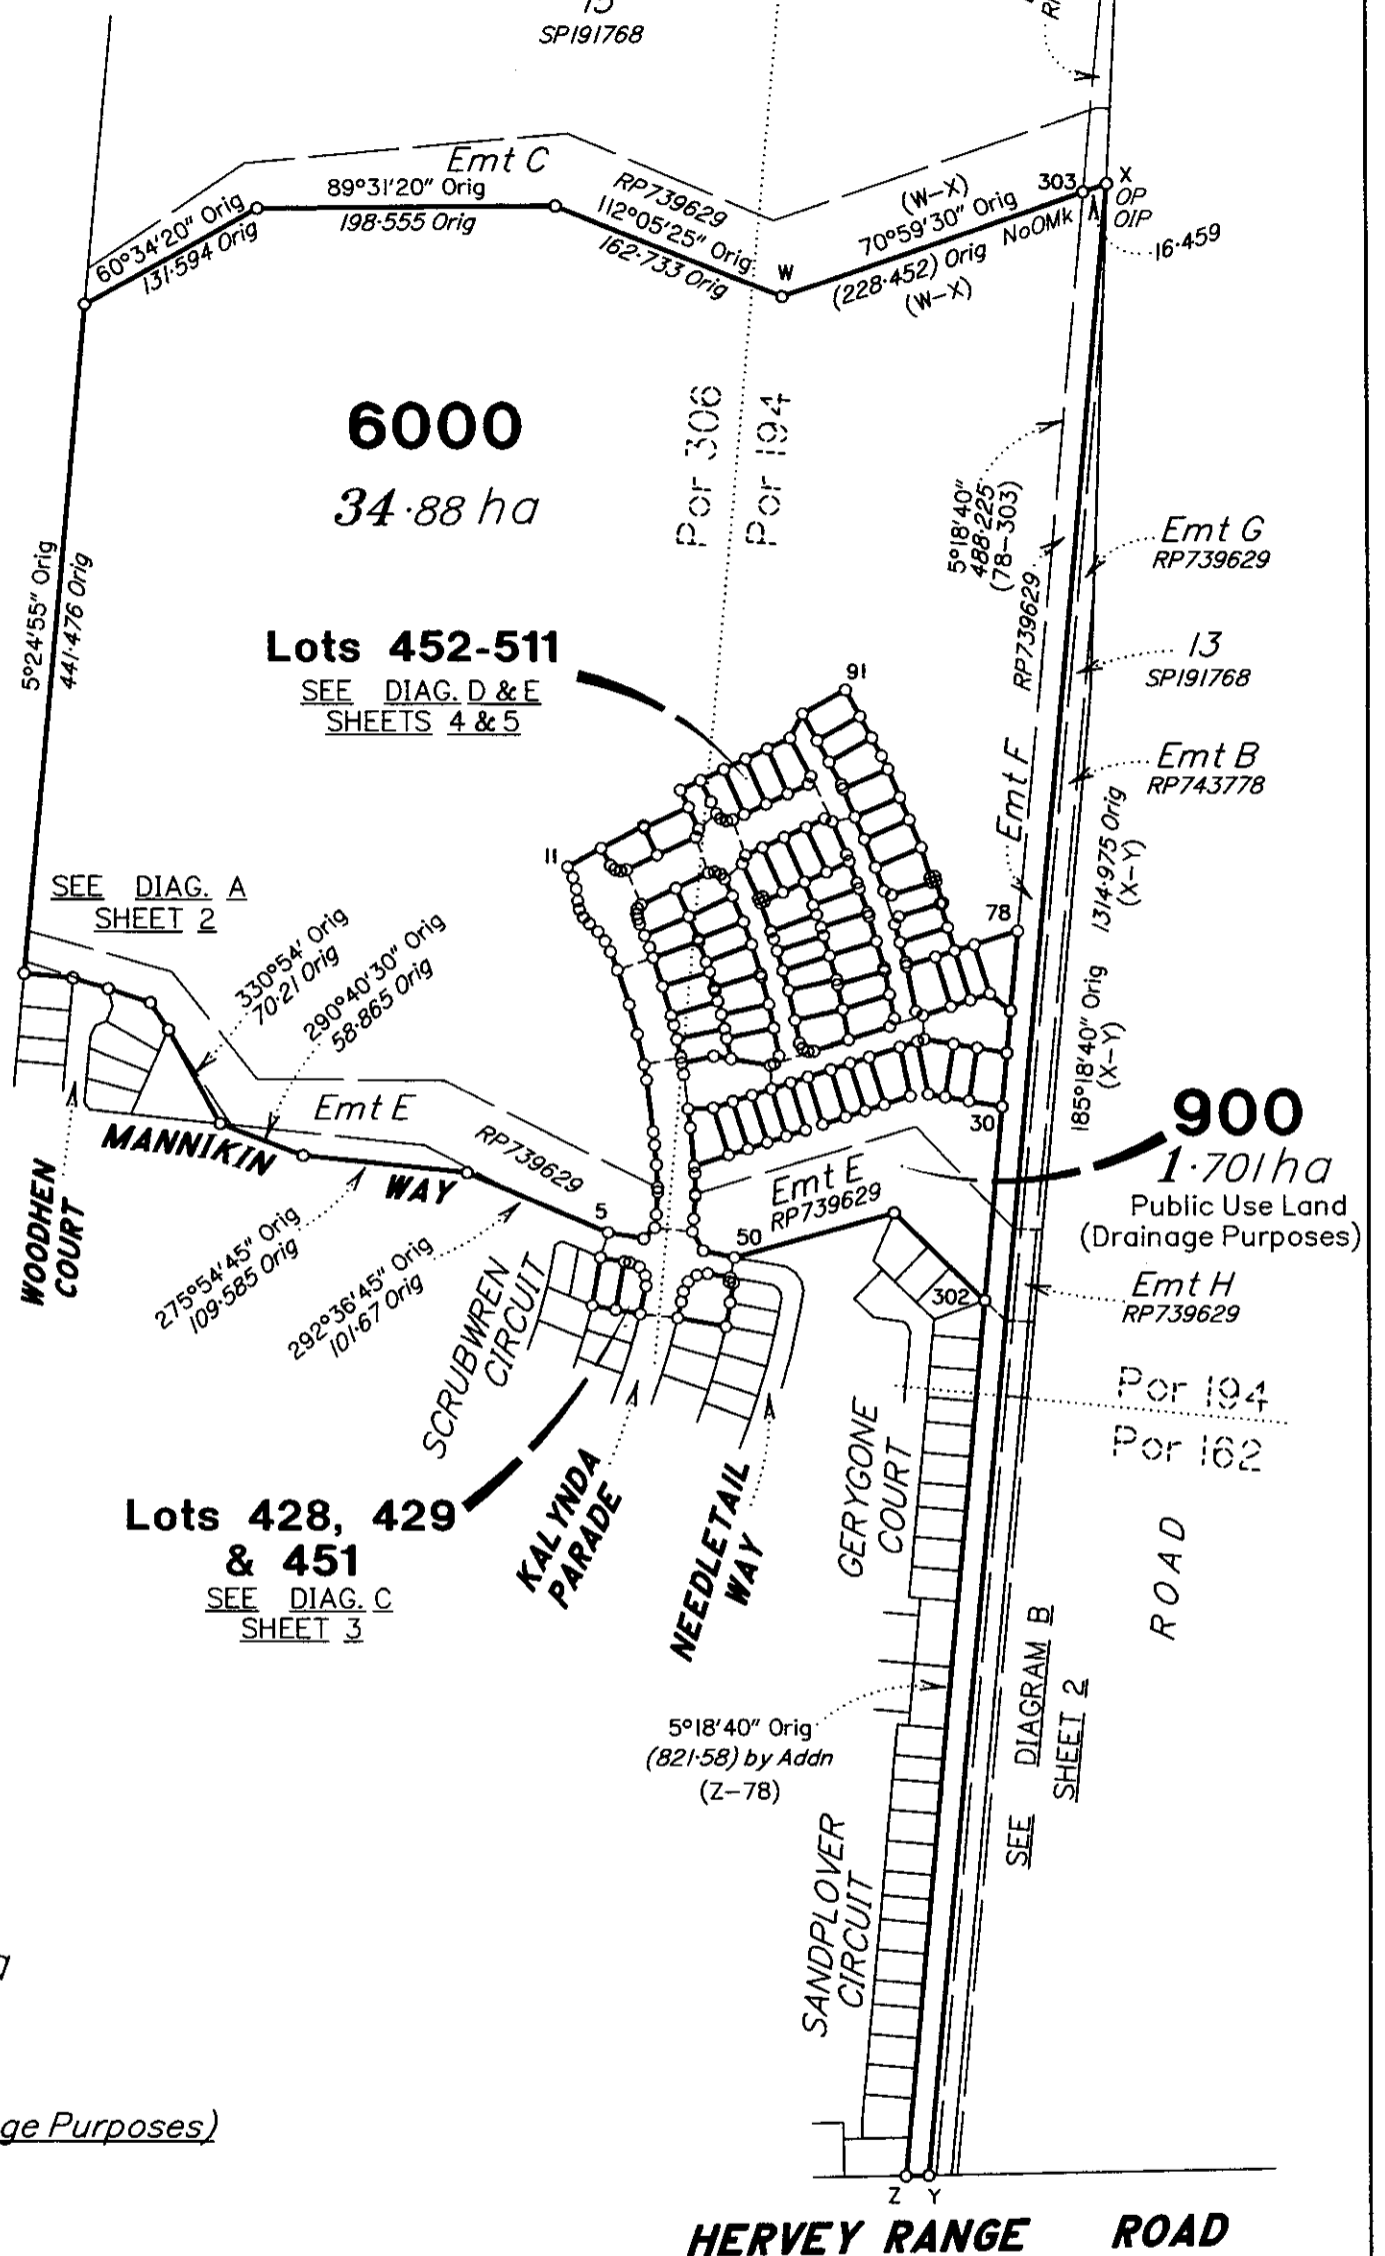 SP191768
Emt C
RP739629
60°34'20" Orig
131·594 Orig
89°31'20" Orig
198·555 Orig
112°05'25" Orig
162·733 Orig
W
(W–X)
70°59'30" Orig
(228·452) Orig
(W–X)
NoOMk
303
X
OP
OIP
A
16·459
6000
34·88 ha
Por 306
Por 194
5°18'40"
488·225
(78–303)
RP739629
Emt G
RP739629
13
SP191768
Emt B
RP743778
5°24'55" Orig
441·476 Orig
Lots 452-511
SEE DIAG. D & E
SHEETS 4 & 5
91
11
Emt F
1314·975 Orig
(X–Y)
78
SEE DIAG. A
SHEET 2
330°54' Orig
70·21 Orig
290°40'30" Orig
58·865 Orig
185°18'40" Orig
(X–Y)
900
1·701 ha
Public Use Land
(Drainage Purposes)
30
Emt E
RP739629
Emt E
RP739629
MANNIKIN WAY
WOODHEN
COURT
5
50
302
Emt H
RP739629
275°54'45" Orig
109·585 Orig
292°36'45" Orig
101·67 Orig
SCRUBWREN
CIRCUIT
Por 194
Por 162
Lots 428, 429
& 451
SEE DIAG. C
SHEET 3
KALYNDA
PARADE
NEEDLETAIL
WAY
GERYGONE
COURT
ROAD
5°18'40" Orig
(821·58) by Addn
(Z–78)
SEE DIAGRAM B
SHEET 2
SANDPLOVER
CIRCUIT
ge Purposes)
Z
Y
HERVEY RANGE ROAD